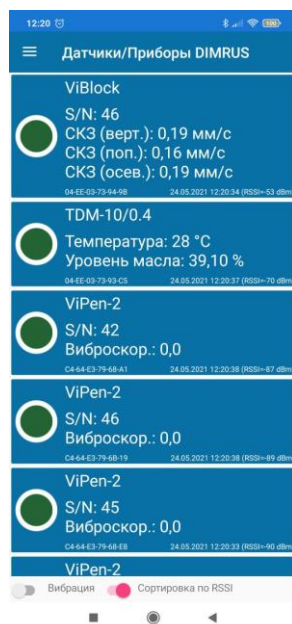 12:20
100
Датчики/Приборы DIMRUS
ViBlock
S/N: 46
СКЗ (верт.): 0,19 мм/с
СКЗ (поп.): 0,16 мм/с
СКЗ (осев.): 0,19 мм/с
04-EE-03-73-94-9B 24.05.2021 12:20:34 (RSSI=-53 dBm
TDM-10/0.4
Температура: 28 °C
Уровень масла: 39,10 %
04-EE-03-73-93-C5 24.05.2021 12:20:37 (RSSI=-70 dBm
ViPen-2
S/N: 42
Виброскор.: 0,0
C4-64-E3-79-68-A1 24.05.2021 12:20:38 (RSSI=-87 dBm
ViPen-2
S/N: 46
Виброскор.: 0,0
C4-64-E3-79-6B-19 24.05.2021 12:20:38 (RSSI=-89 dBm
ViPen-2
S/N: 45
Виброскор.: 0,0
C4-64-E3-79-68-E8 24.05.2021 12:20:33 (RSSI=-90 dBm
ViPen-2
Вибрация Сортировка по RSSI